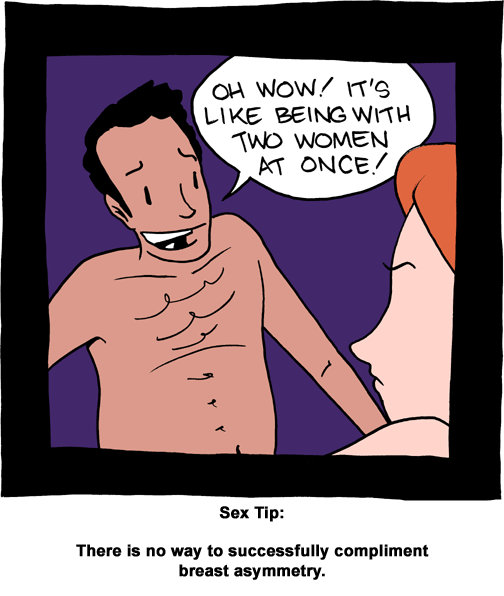 OH WOW! IT'S
LIKE BEING WITH
TWO WOMEN
AT ONCE!
Sex Tip:
There is no way to successfully compliment
breast asymmetry.